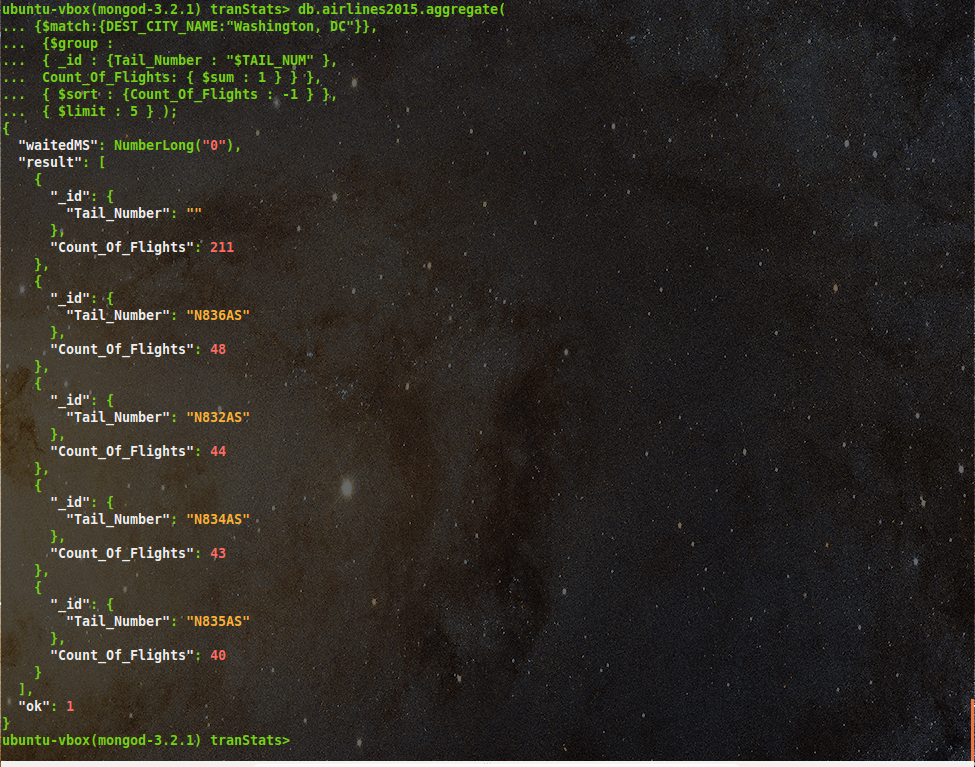 ubuntu-vbox(mongod-3.2.1) tranStats> db.airlines2015.aggregate(
... {$match:{DEST_CITY_NAME:"Washington, DC"}},
...  {$group :
...  { _id : {Tail_Number : "$TAIL_NUM" },
...  Count_Of_Flights: { $sum : 1 } } },
...  { $sort : {Count_Of_Flights : -1 } },
...  { $limit : 5 } );
{
  "waitedMS": NumberLong("0"),
  "result": [
    {
      "_id": {
        "Tail_Number": ""
      },
      "Count_Of_Flights": 211
    },
    {
      "_id": {
        "Tail_Number": "N836AS"
      },
      "Count_Of_Flights": 48
    },
    {
      "_id": {
        "Tail_Number": "N832AS"
      },
      "Count_Of_Flights": 44
    },
    {
      "_id": {
        "Tail_Number": "N834AS"
      },
      "Count_Of_Flights": 43
    },
    {
      "_id": {
        "Tail_Number": "N835AS"
      },
      "Count_Of_Flights": 40
    }
  ],
  "ok": 1
}
ubuntu-vbox(mongod-3.2.1) tranStats>